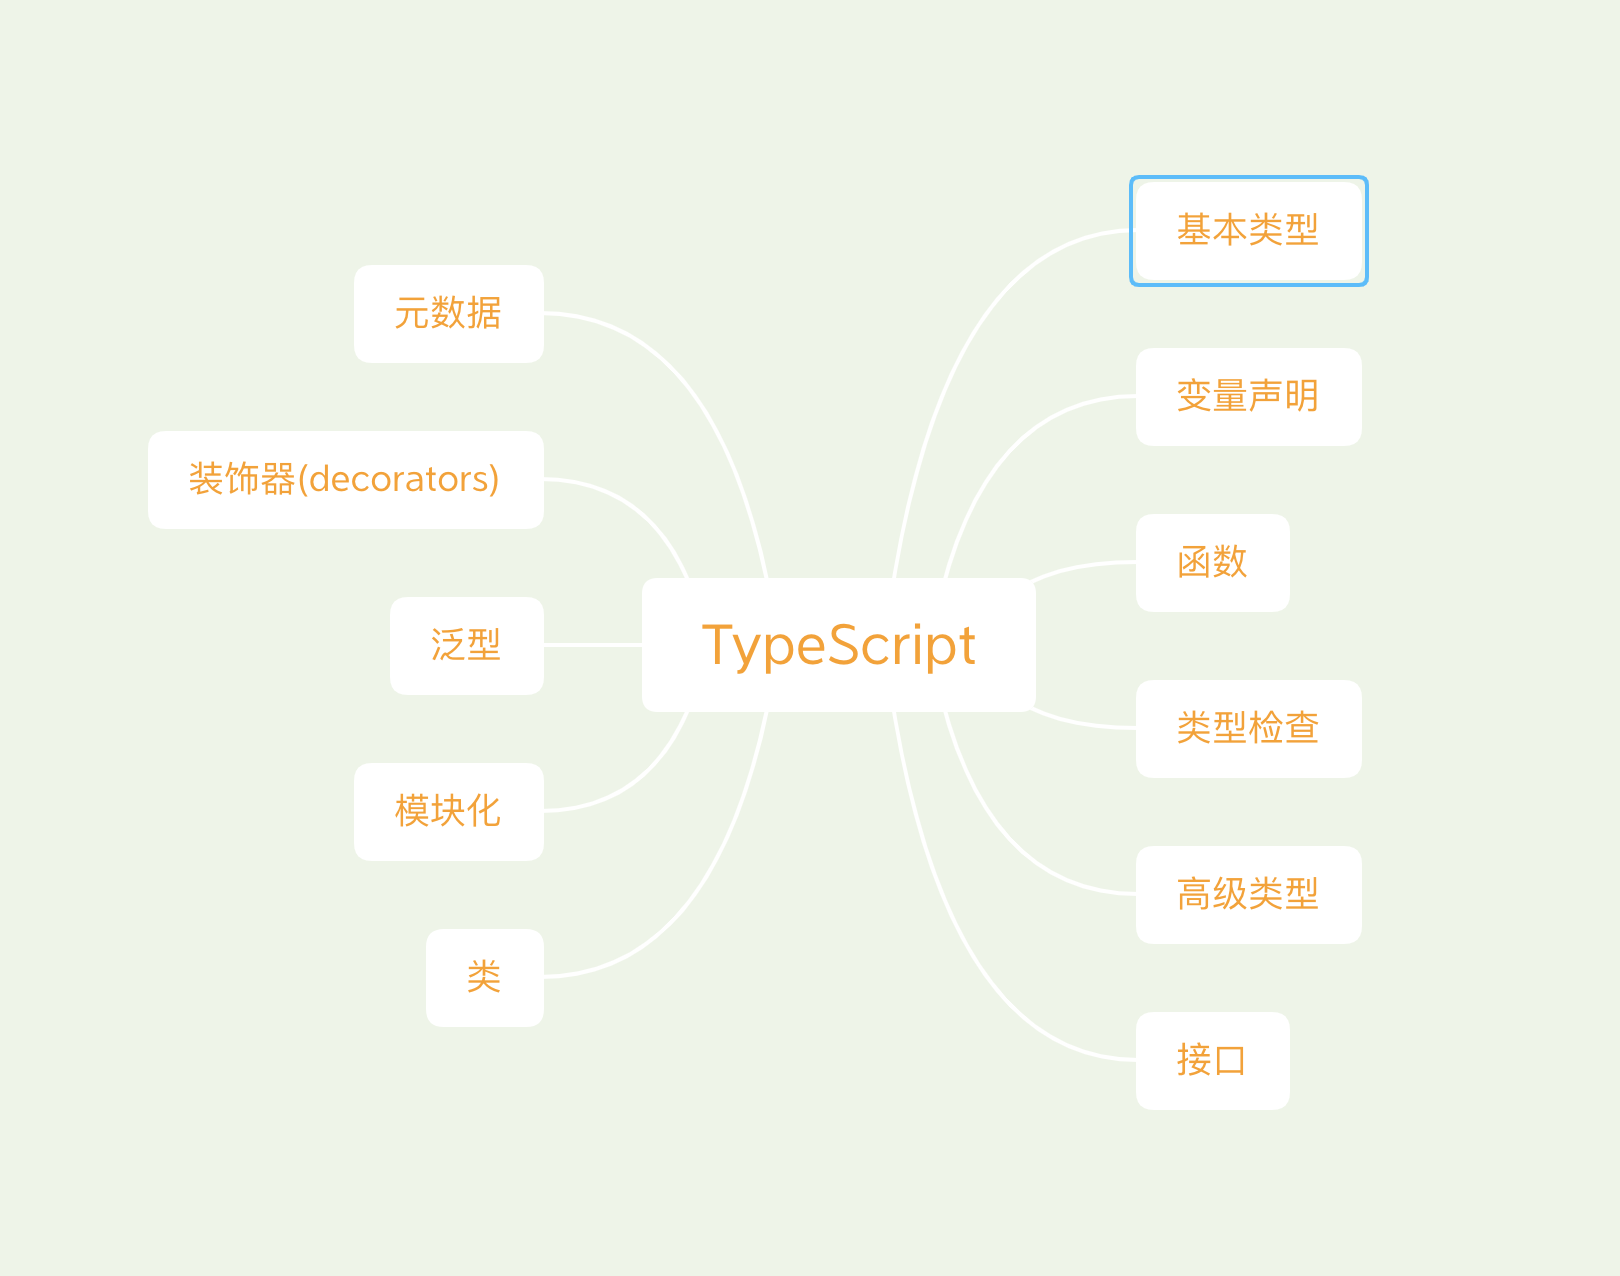 TypeScript
基本类型
变量声明
函数
类型检查
高级类型
接口
元数据
装饰器(decorators)
泛型
模块化
类